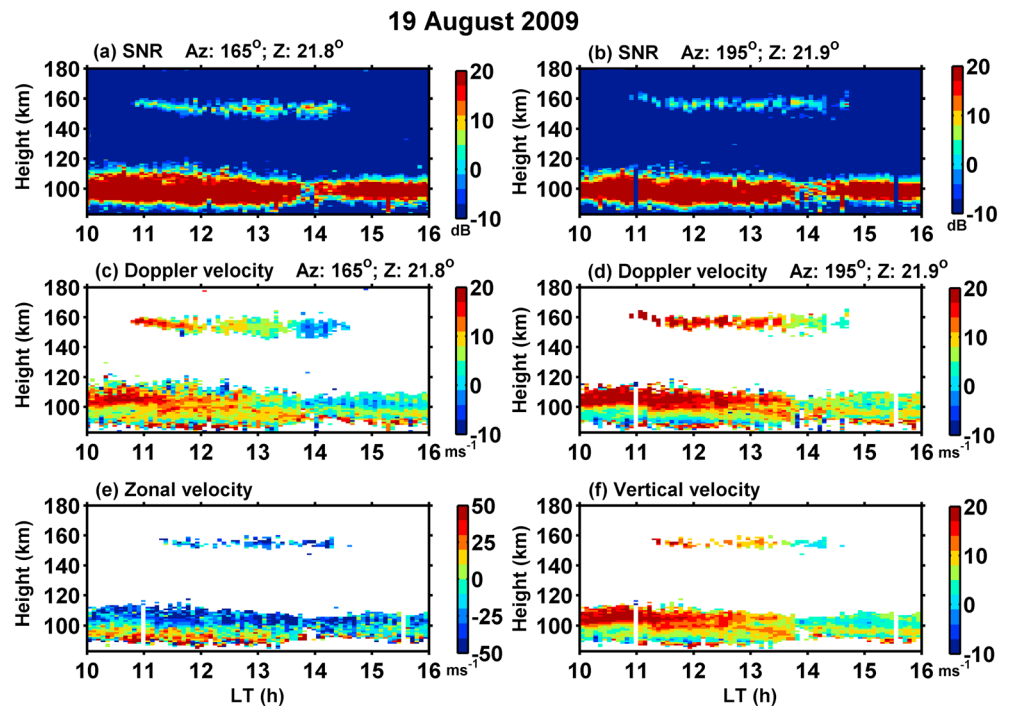 19 August 2009
(a) SNR Az: 165°; Z: 21.8°
(b) SNR Az: 195°; Z: 21.9°
180
160
140
120
100
Height (km)
10 11 12 13 14 15 16
20
10
0
-10
dB
180
160
140
120
100
Height (km)
10 11 12 13 14 15 16
20
10
0
-10
dB
(c) Doppler velocity Az: 165°; Z: 21.8°
(d) Doppler velocity Az: 195°; Z: 21.9°
180
160
140
120
100
Height (km)
10 11 12 13 14 15 16
20
10
0
-10
ms⁻¹
180
160
140
120
100
Height (km)
10 11 12 13 14 15 16
20
10
0
-10
ms⁻¹
(e) Zonal velocity
(f) Vertical velocity
180
160
140
120
100
Height (km)
10 11 12 13 14 15 16
LT (h)
50
25
0
-25
-50
ms⁻¹
180
160
140
120
100
Height (km)
10 11 12 13 14 15 16
LT (h)
20
10
0
-10
ms⁻¹